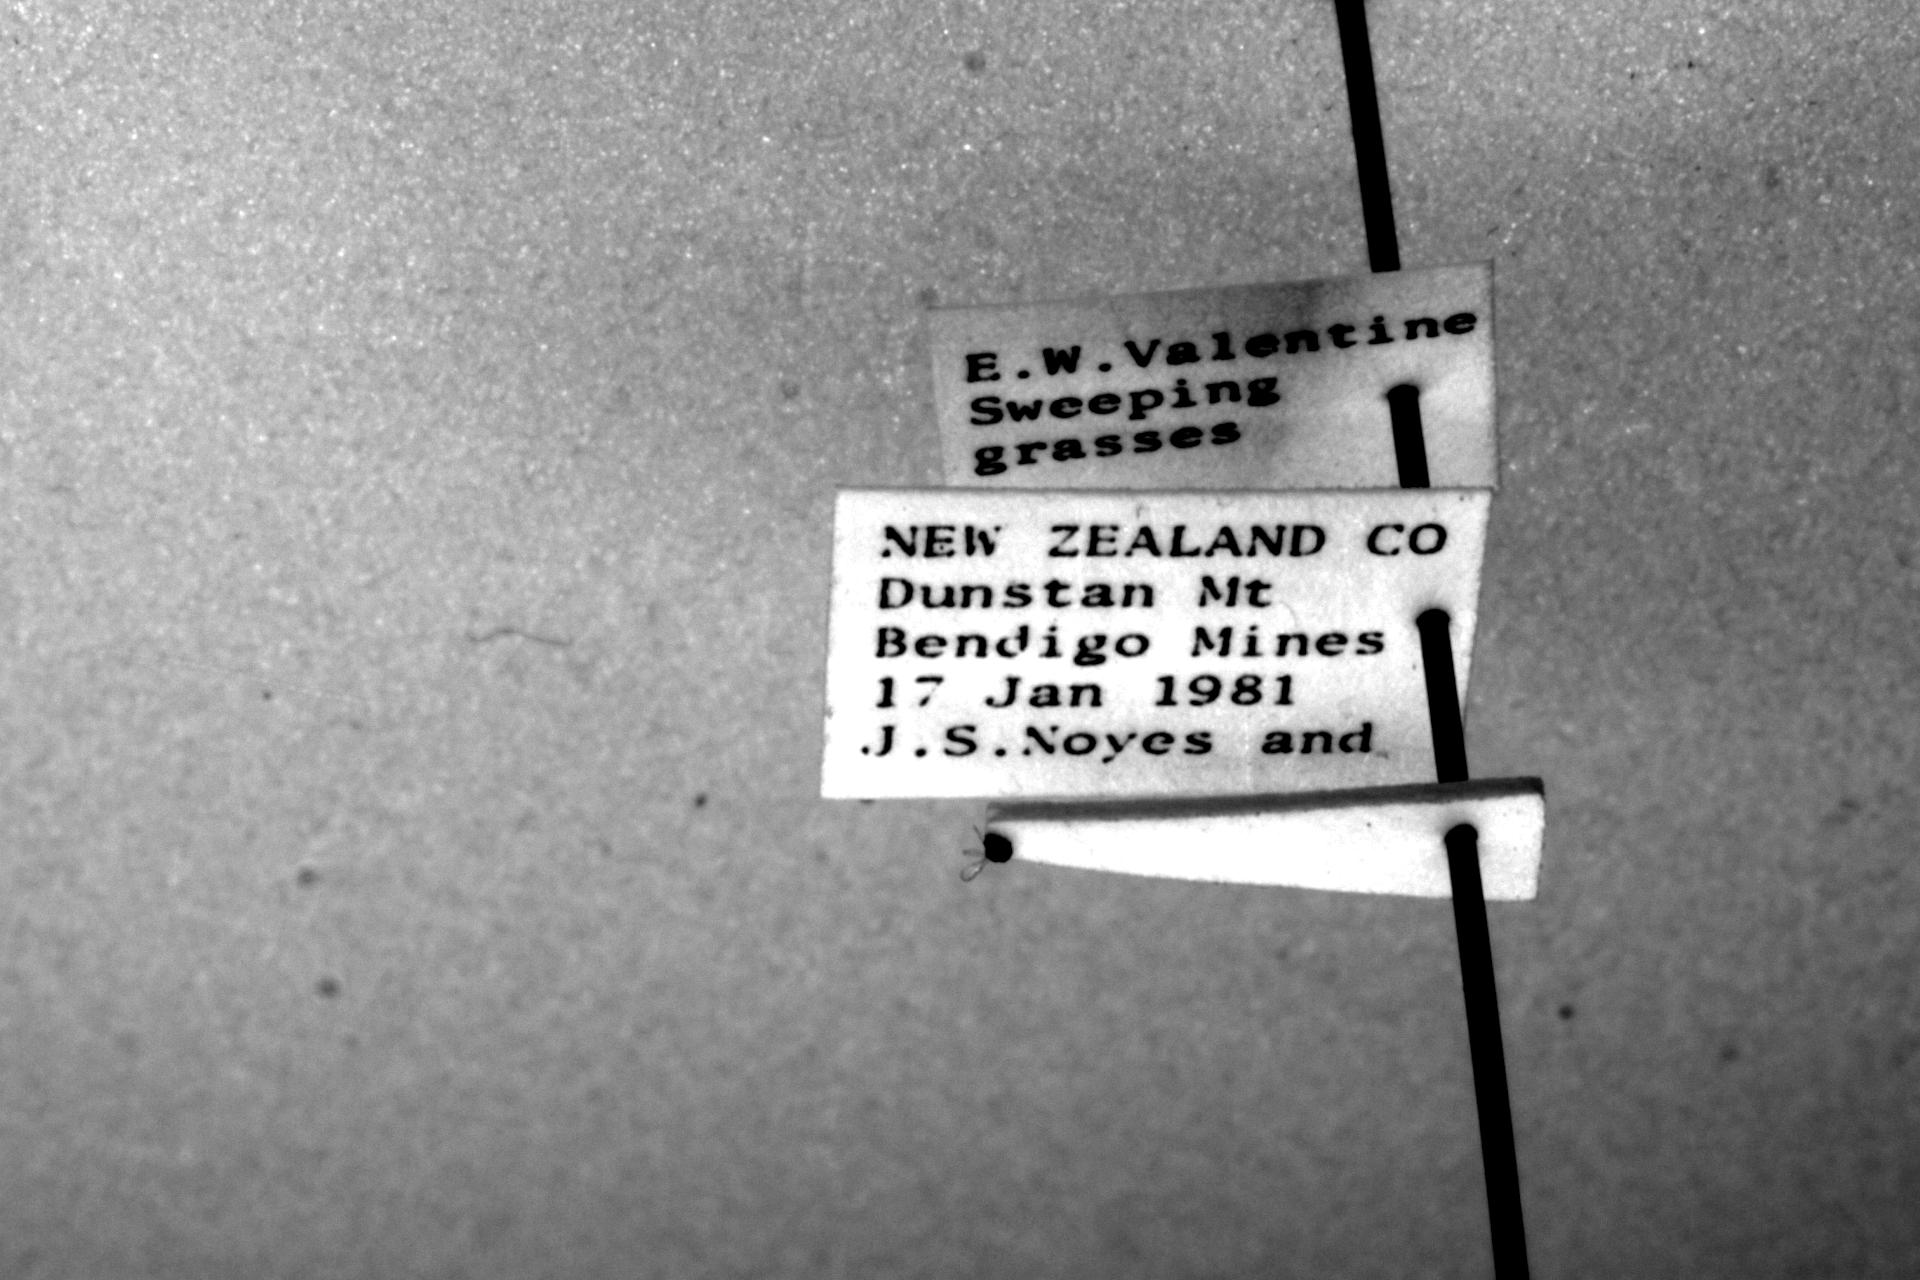 E.W.Valentine
Sweeping
grasses
NEW ZEALAND CO
Dunstan Mt
Bendigo Mines
17 Jan 1981
J.S.Noyes and